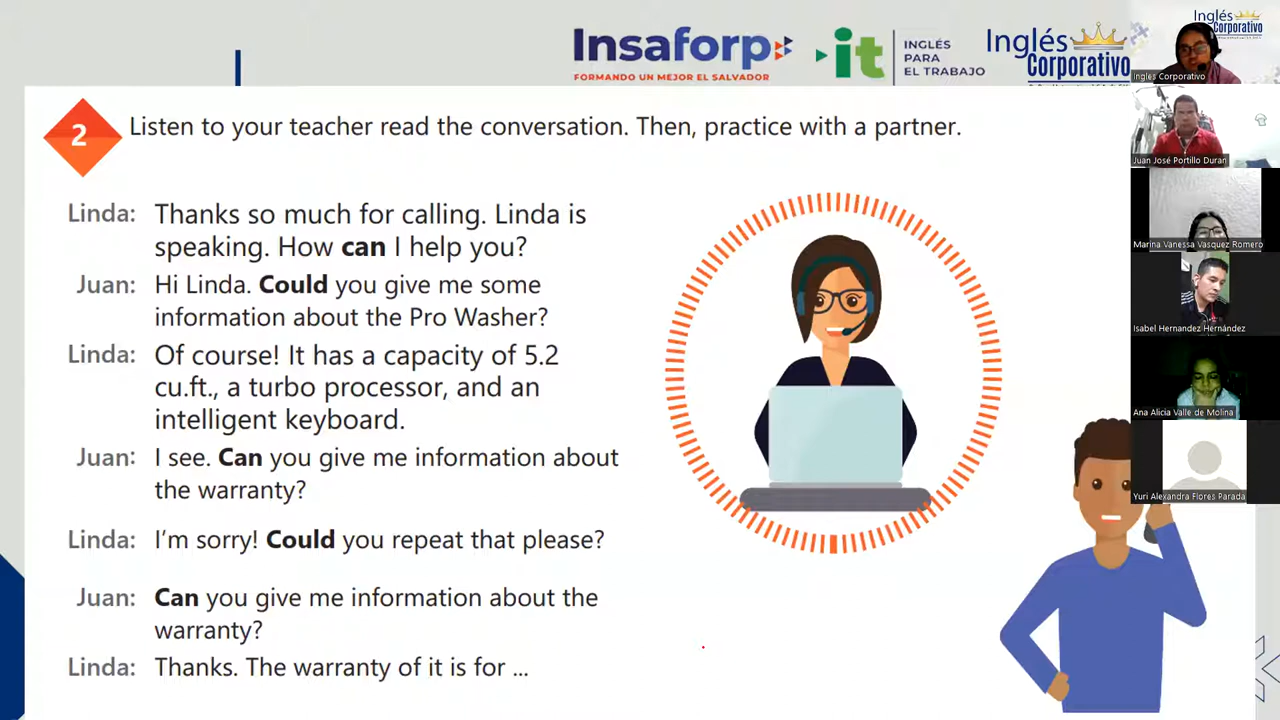 Insaforp
FORMANDO UN MEJOR EL SALVADOR
it
INGLÉS
PARA
EL TRABAJO
Inglés
Corporativo
2
Listen to your teacher read the conversation. Then, practice with a partner.
Linda: Thanks so much for calling. Linda is
speaking. How can I help you?
Juan: Hi Linda. Could you give me some
information about the Pro Washer?
Linda: Of course! It has a capacity of 5.2
cu.ft., a turbo processor, and an
intelligent keyboard.
Juan: I see. Can you give me information about
the warranty?
Linda: I'm sorry! Could you repeat that please?
Juan: Can you give me information about the
warranty?
Linda: Thanks. The warranty of it is for ...
Inglés
Corporativo
Ingles Corporativo
Juan José Portillo Duran
Marina Vanessa Vasquez Romero
Isabel Hernandez Hernández
Ana Alicia Valle de Molina
Yuri Alexandra Flores Parada